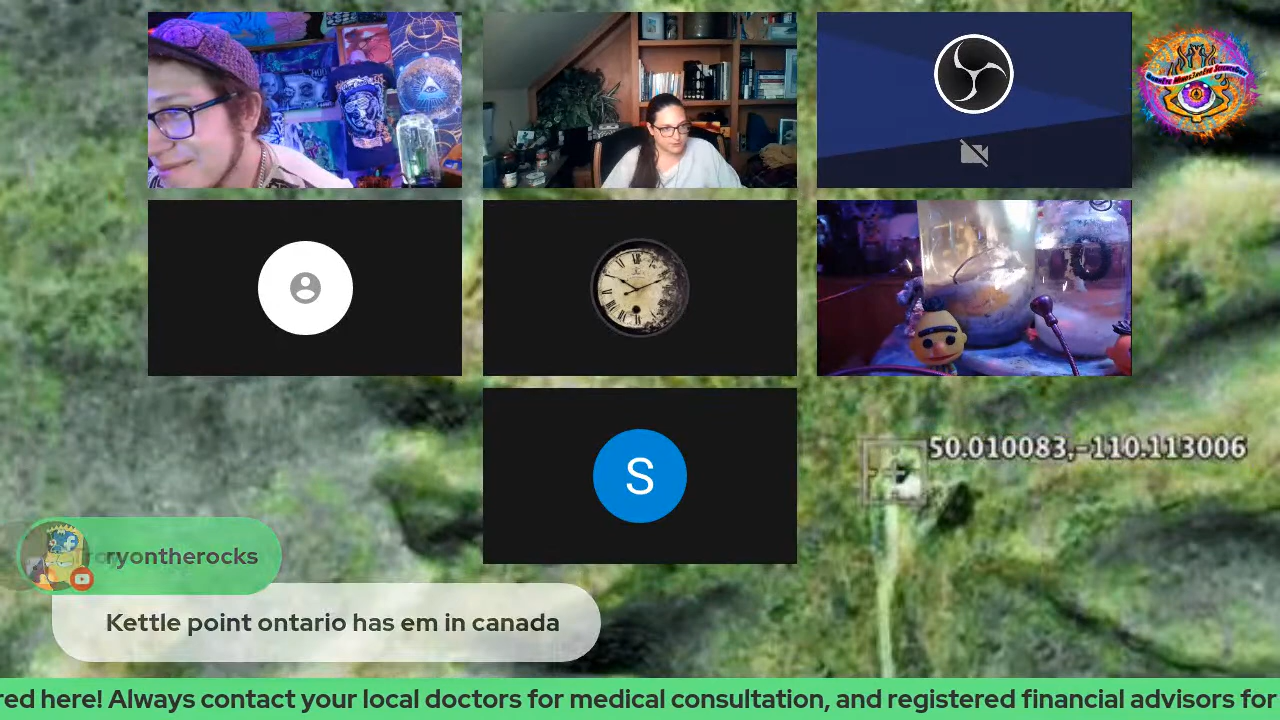 S
50.010083,-110.113006
ryontherocks
Kettle point ontario has em in canada
red here! Always contact your local doctors for medical consultation, and registered financial advisors for